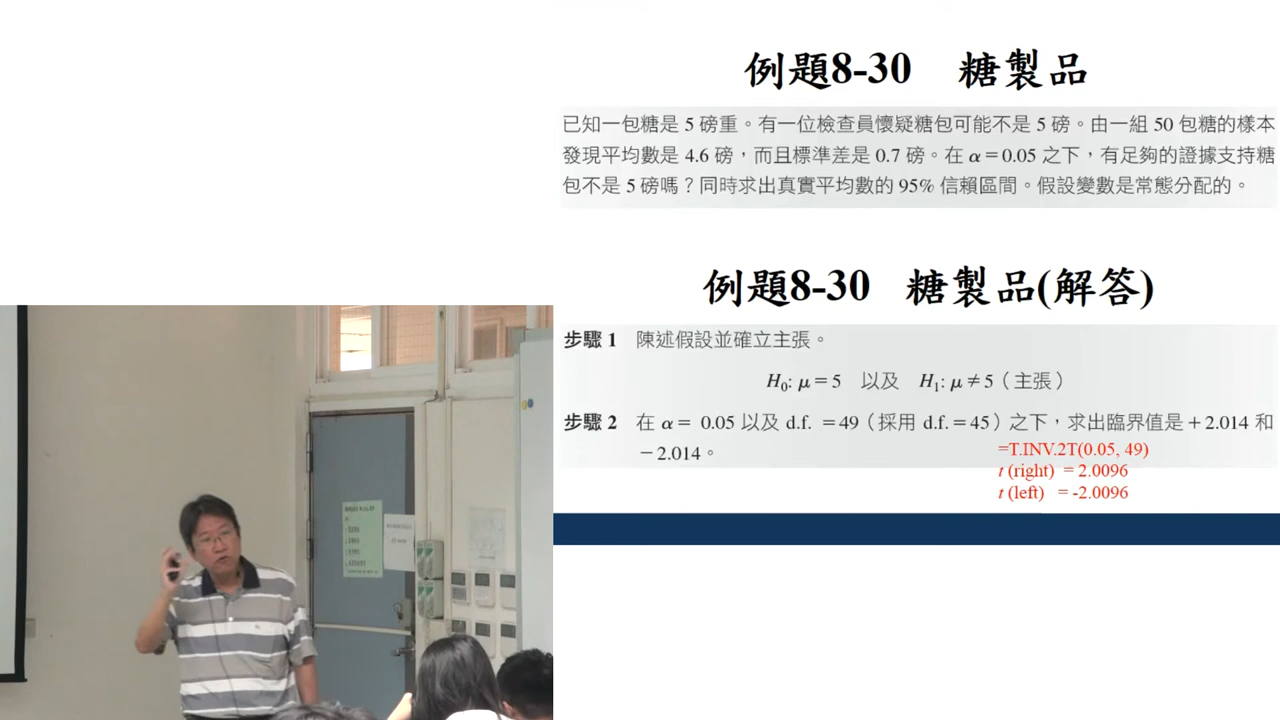 例題8-30 糖製品
已知一包糖是 5 磅重。有一位檢查員懷疑糖包可能不是 5 磅。由一組 50 包糖的樣本
發現平均數是 4.6 磅，而且標準差是 0.7 磅。在 α = 0.05 之下，有足夠的證據支持糖
包不是 5 磅嗎？同時求出真實平均數的 95% 信賴區間。假設變數是常態分配的。
例題8-30 糖製品(解答)
步驟 1 陳述假設並確立主張。
H₀: μ = 5 以及 H₁: μ ≠ 5（主張）
步驟 2 在 α = 0.05 以及 d.f. = 49（採用 d.f. = 45）之下，求出臨界值是 + 2.014 和
− 2.014。
=T.INV.2T(0.05, 49)
t (right) = 2.0096
t (left) = -2.0096